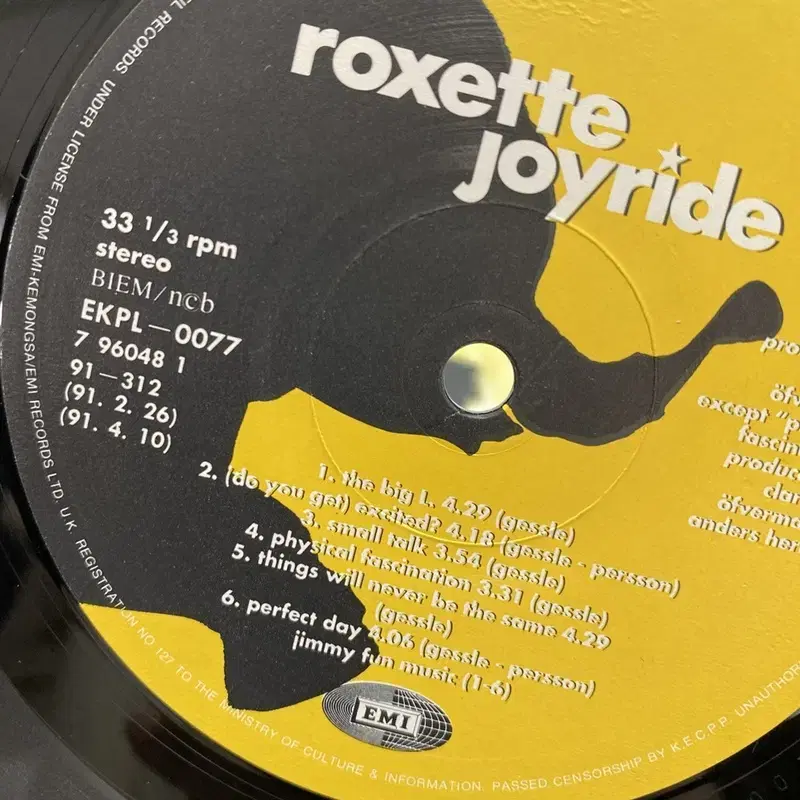 roxette
joyride
33 1/3 rpm
stereo
BIEM/ncb
EKPL—0077
7 96048 1
91—312
(91. 2. 26)
(91. 4. 10)
1. the big l. 4.29 (gessle)
2. (do you get) excited? 4.18 (gessle - persson)
3. small talk 3.54 (gessle)
4. physical fascination 3.31 (gessle)
5. things will never be the same 4.29
(gessle)
6. perfect day 4.06 (gessle - persson)
jimmy fun music (1-6)
EMI
except
RECORDS. UNDER LICENSE FROM EMI-KEMONGSA/EMI RECORDS LTD. U.K. REGISTRATION NO 127 TO THE MINISTRY OF CULTURE & INFORMATION. PASSED CENSORSHIP BY K.E.C.P.P.